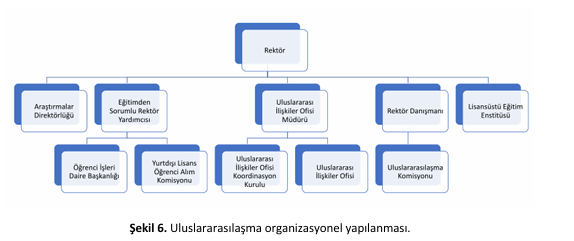 Rektör
Araştırmalar
Direktörlüğü
Eğitimden
Sorumlu Rektör
Yardımcısı
Uluslararası
İlişkiler Ofisi
Müdürü
Rektör Danışmanı
Lisansüstü Eğitim
Enstitüsü
Öğrenci İşleri
Daire Başkanlığı
Yurtdışı Lisans
Öğrenci Alım
Komisyonu
Uluslararası
İlişkiler Ofisi
Koordinasyon
Kurulu
Uluslararası
İlişkiler Ofisi
Uluslararasılaşma
Komisyonu
Şekil 6. Uluslararasılaşma organizasyonel yapılanması.